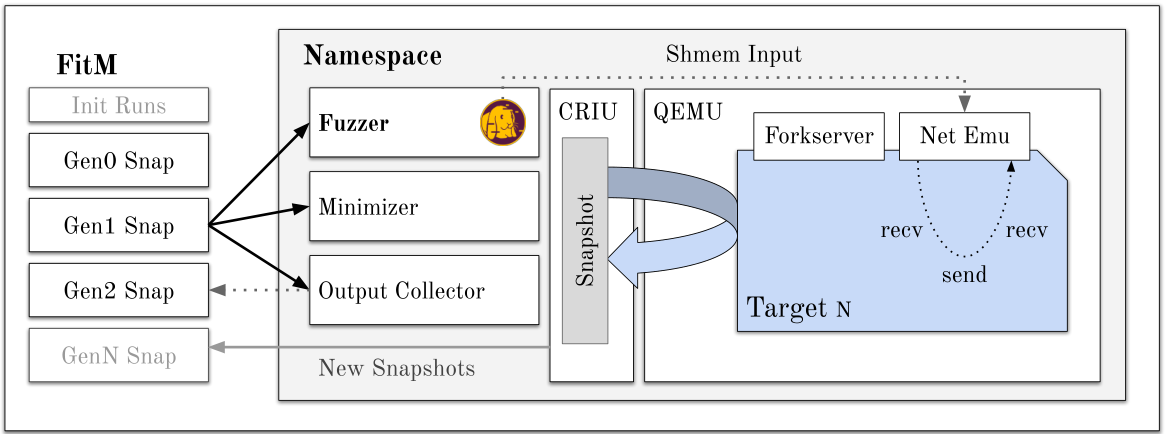 FitM
Init Runs
Gen0 Snap
Gen1 Snap
Gen2 Snap
GenN Snap
Namespace
Shmem Input
Fuzzer
Minimizer
Output Collector
New Snapshots
CRIU
Snapshot
QEMU
Forkserver
Net Emu
recv
recv
send
Target N